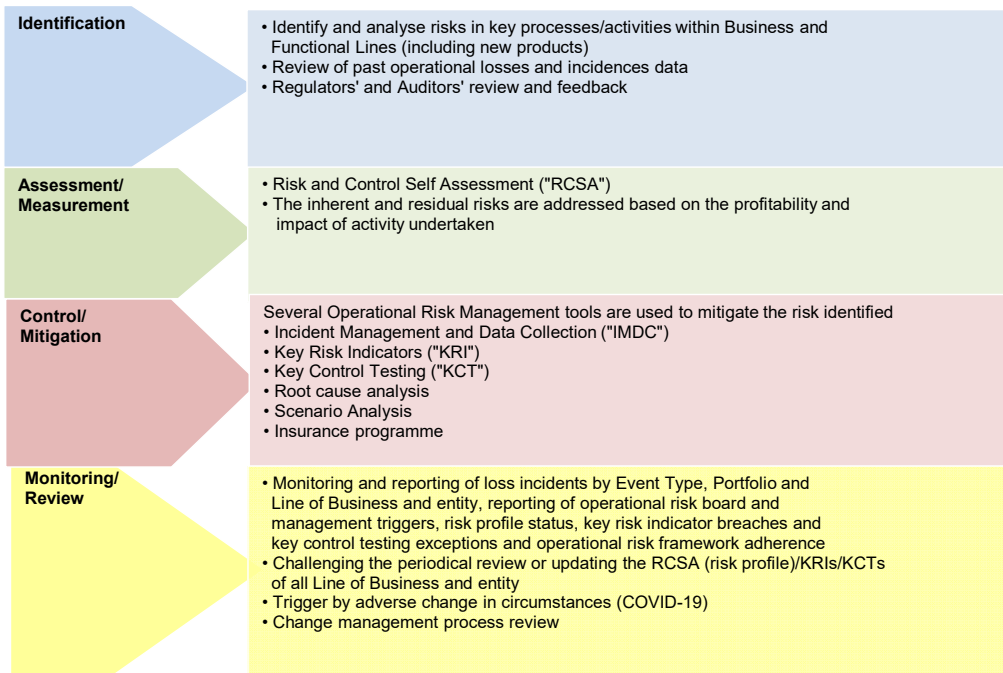 Identification
• Identify and analyse risks in key processes/activities within Business and
Functional Lines (including new products)
• Review of past operational losses and incidences data
• Regulators' and Auditors' review and feedback
Assessment/
Measurement
• Risk and Control Self Assessment ("RCSA")
• The inherent and residual risks are addressed based on the profitability and
impact of activity undertaken
Control/
Mitigation
Several Operational Risk Management tools are used to mitigate the risk identified
• Incident Management and Data Collection ("IMDC")
• Key Risk Indicators ("KRI")
• Key Control Testing ("KCT")
• Root cause analysis
• Scenario Analysis
• Insurance programme
Monitoring/
Review
• Monitoring and reporting of loss incidents by Event Type, Portfolio and
Line of Business and entity, reporting of operational risk board and
management triggers, risk profile status, key risk indicator breaches and
key control testing exceptions and operational risk framework adherence
• Challenging the periodical review or updating the RCSA (risk profile)/KRIs/KCTs
of all Line of Business and entity
• Trigger by adverse change in circumstances (COVID-19)
• Change management process review